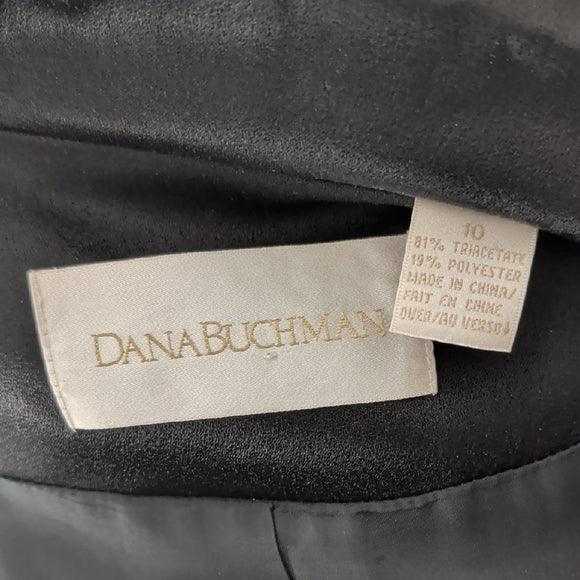 DANABUCHMAN
10
81% TRIACETATE
19% POLYESTER
MADE IN CHINA/
FAIT EN CHINE
OVER/AU VERSO↓